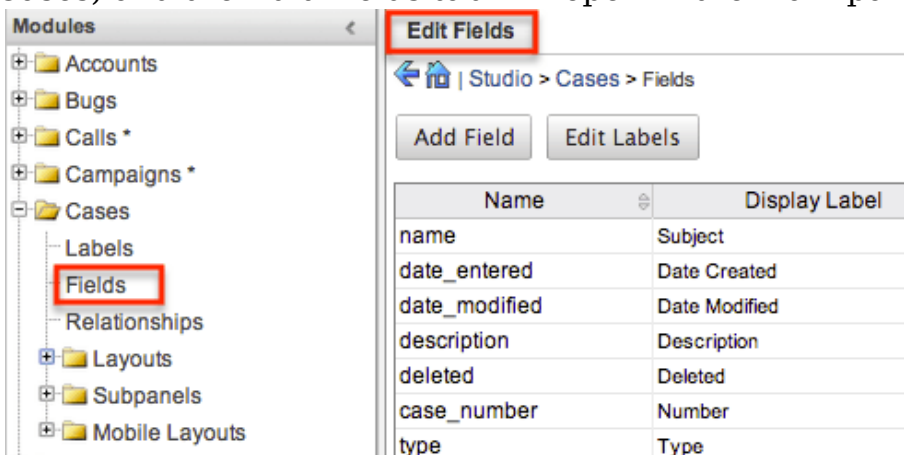 Modules <
Accounts
Bugs
Calls *
Campaigns *
Cases
Labels
Fields
Relationships
Layouts
Subpanels
Mobile Layouts
Edit Fields
| Studio > Cases > Fields
Add Field Edit Labels
Name Display Label
name Subject
date_entered Date Created
date_modified Date Modified
description Description
deleted Deleted
case_number Number
type Type